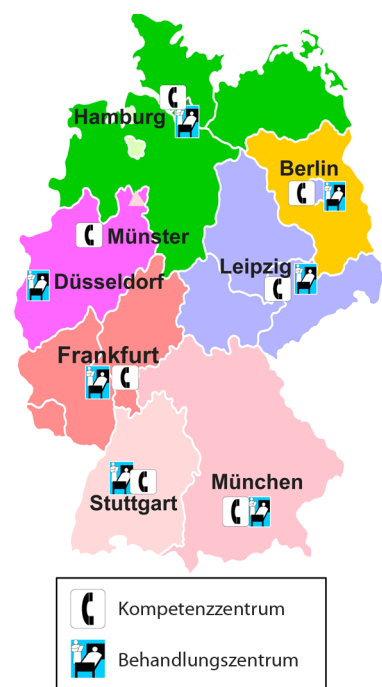 Hamburg
Berlin
Münster
Leipzig
Düsseldorf
Frankfurt
München
Stuttgart
Kompetenzzentrum
Behandlungszentrum